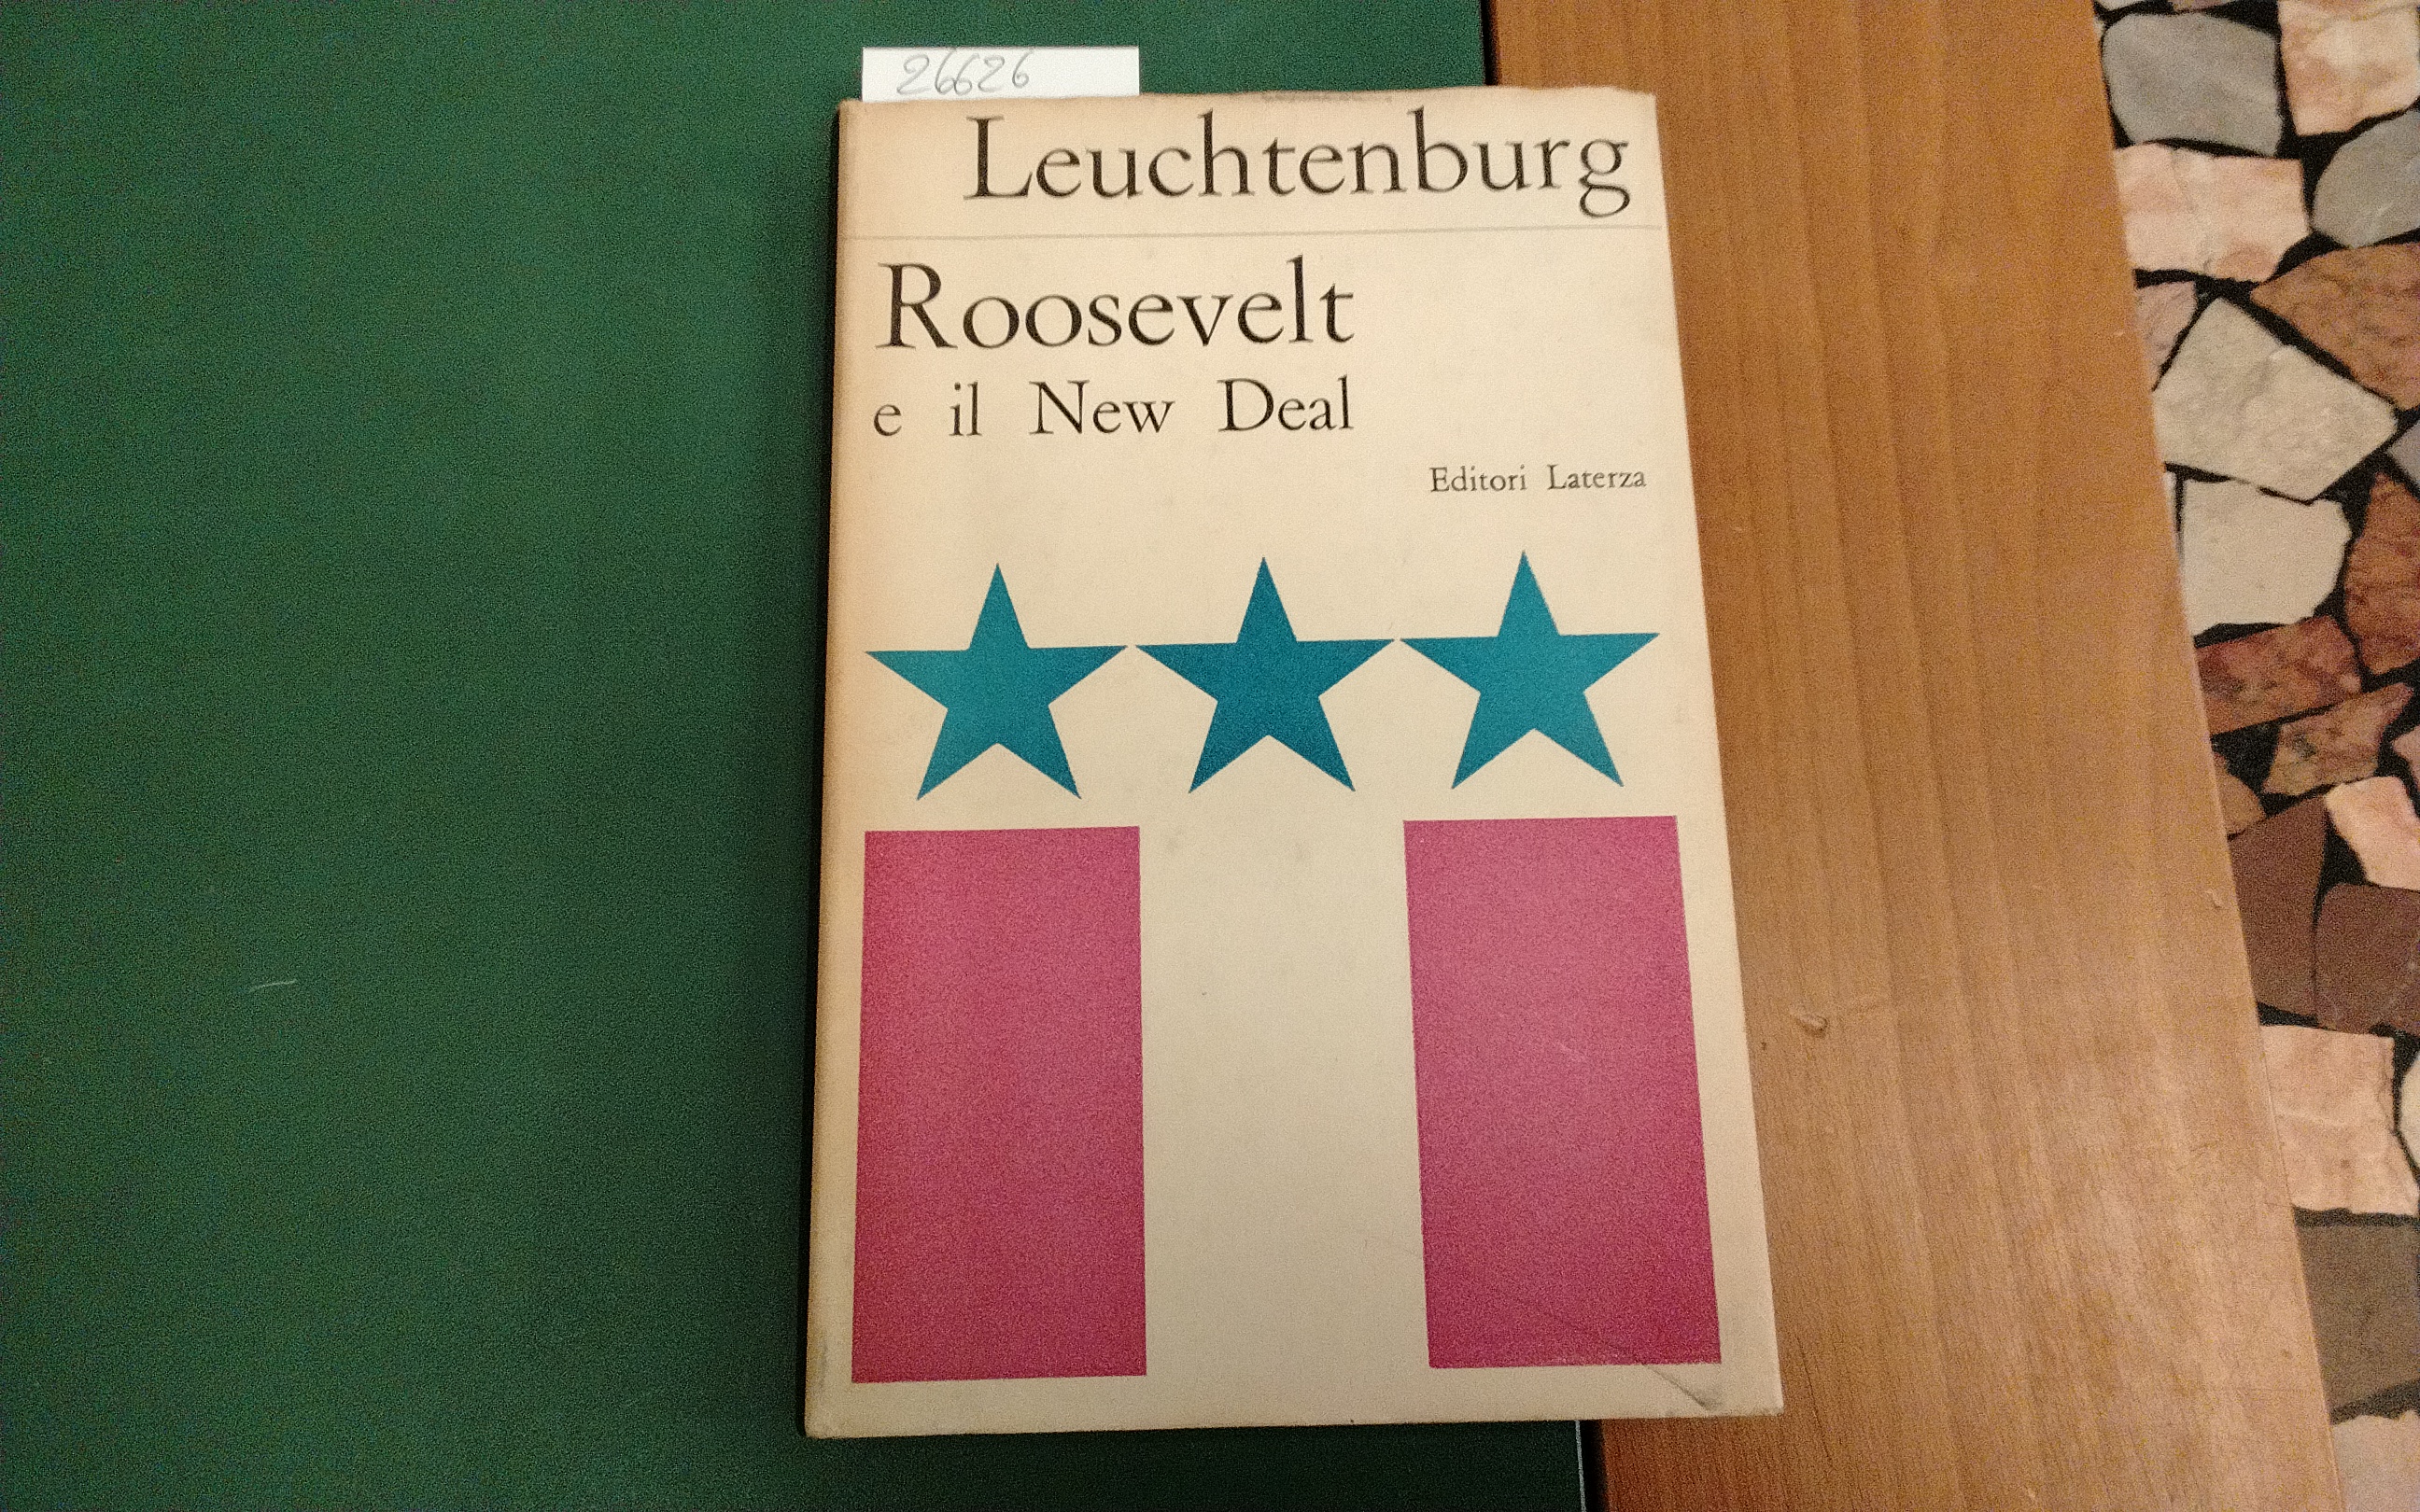 26626
Leuchtenburg
Roosevelt
e il New Deal
Editori Laterza